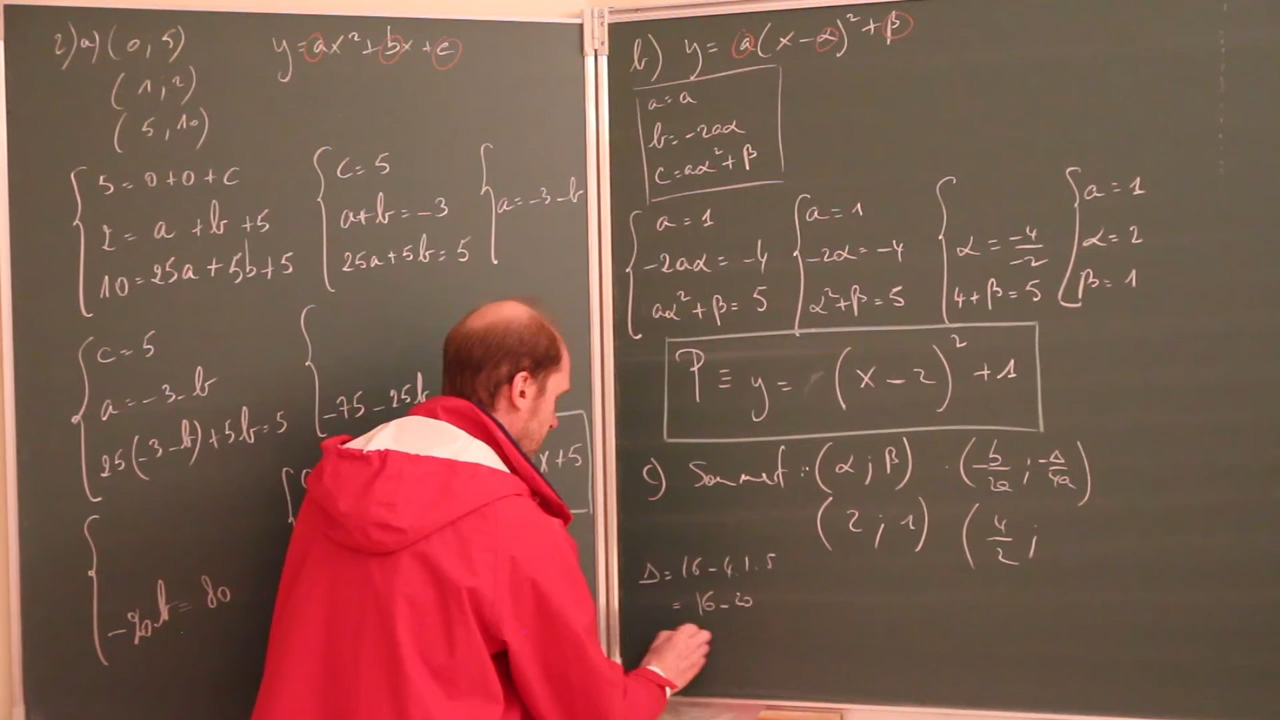 2) a) (0, 5) y = ax² + bx + c
(1, 2)
(5, 10)
5 = 0 + 0 + c
2 = a + b + 5
10 = 25a + 5b + 5
c = 5
a + b = -3
25a + 5b = 5
a = -3 - b
c = 5
a = -3 - b
25(-3 - b) + 5b = 5
-75 - 25b
x + 5
-20b = 80
b) y = a(x - α)² + β
a = a
b = -2aα
c = aα² + β
a = 1
-2aα = -4
aα² + β = 5
a = 1
-2α = -4
α² + β = 5
α = -4/-2
4 + β = 5
a = 1
α = 2
β = 1
P ≡ y = (x - 2)² + 1
c) Sommet : (α ; β) (-b/2a ; -Δ/4a)
(2 ; 1) (4/2 ;
Δ = 16 - 4.1.5
= 16 - 20